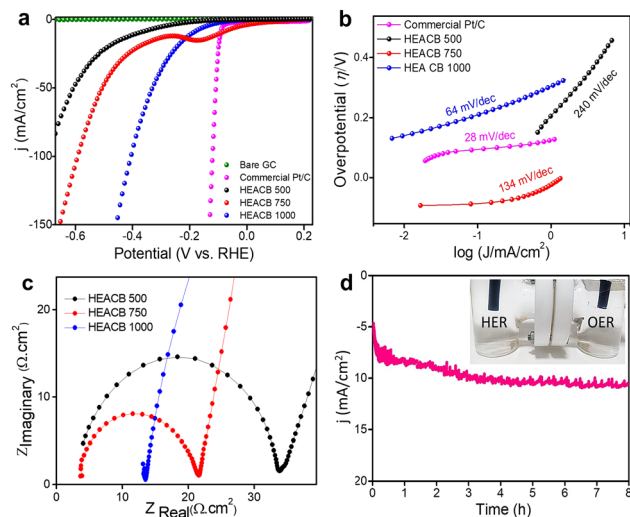 a
j (mA/cm²)
0
-50
-100
-150
-0.6
-0.4
-0.2
0.0
0.2
Potential (V vs. RHE)
Bare GC
Commercial Pt/C
HEACB 500
HEACB 750
HEACB 1000
b
Overpotential (η/V)
0.4
0.2
0.0
-2
-1
0
1
log (J/mA/cm²)
Commercial Pt/C
HEACB 500
HEACB 750
HEA CB 1000
64 mV/dec
28 mV/dec
134 mV/dec
240 mV/dec
c
Z Imaginary (Ω.cm²)
20
10
0
0
10
20
30
Z Real (Ω.cm²)
HEACB 500
HEACB 750
HEACB 1000
d
j (mA/cm²)
0
5
10
15
20
0
1
2
3
4
5
6
7
8
Time (h)
HER
OER